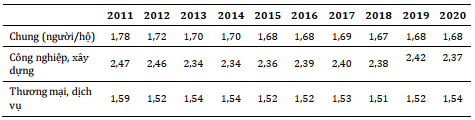 2011 2012 2013 2014 2015 2016 2017 2018 2019 2020
Chung (người/hộ) 1,78 1,72 1,70 1,70 1,68 1,68 1,69 1,67 1,68 1,68
Công nghiệp, xây dựng 2,47 2,46 2,34 2,34 2,36 2,39 2,40 2,38 2,42 2,37
Thương mại, dịch vụ 1,59 1,52 1,54 1,54 1,52 1,52 1,53 1,51 1,52 1,54